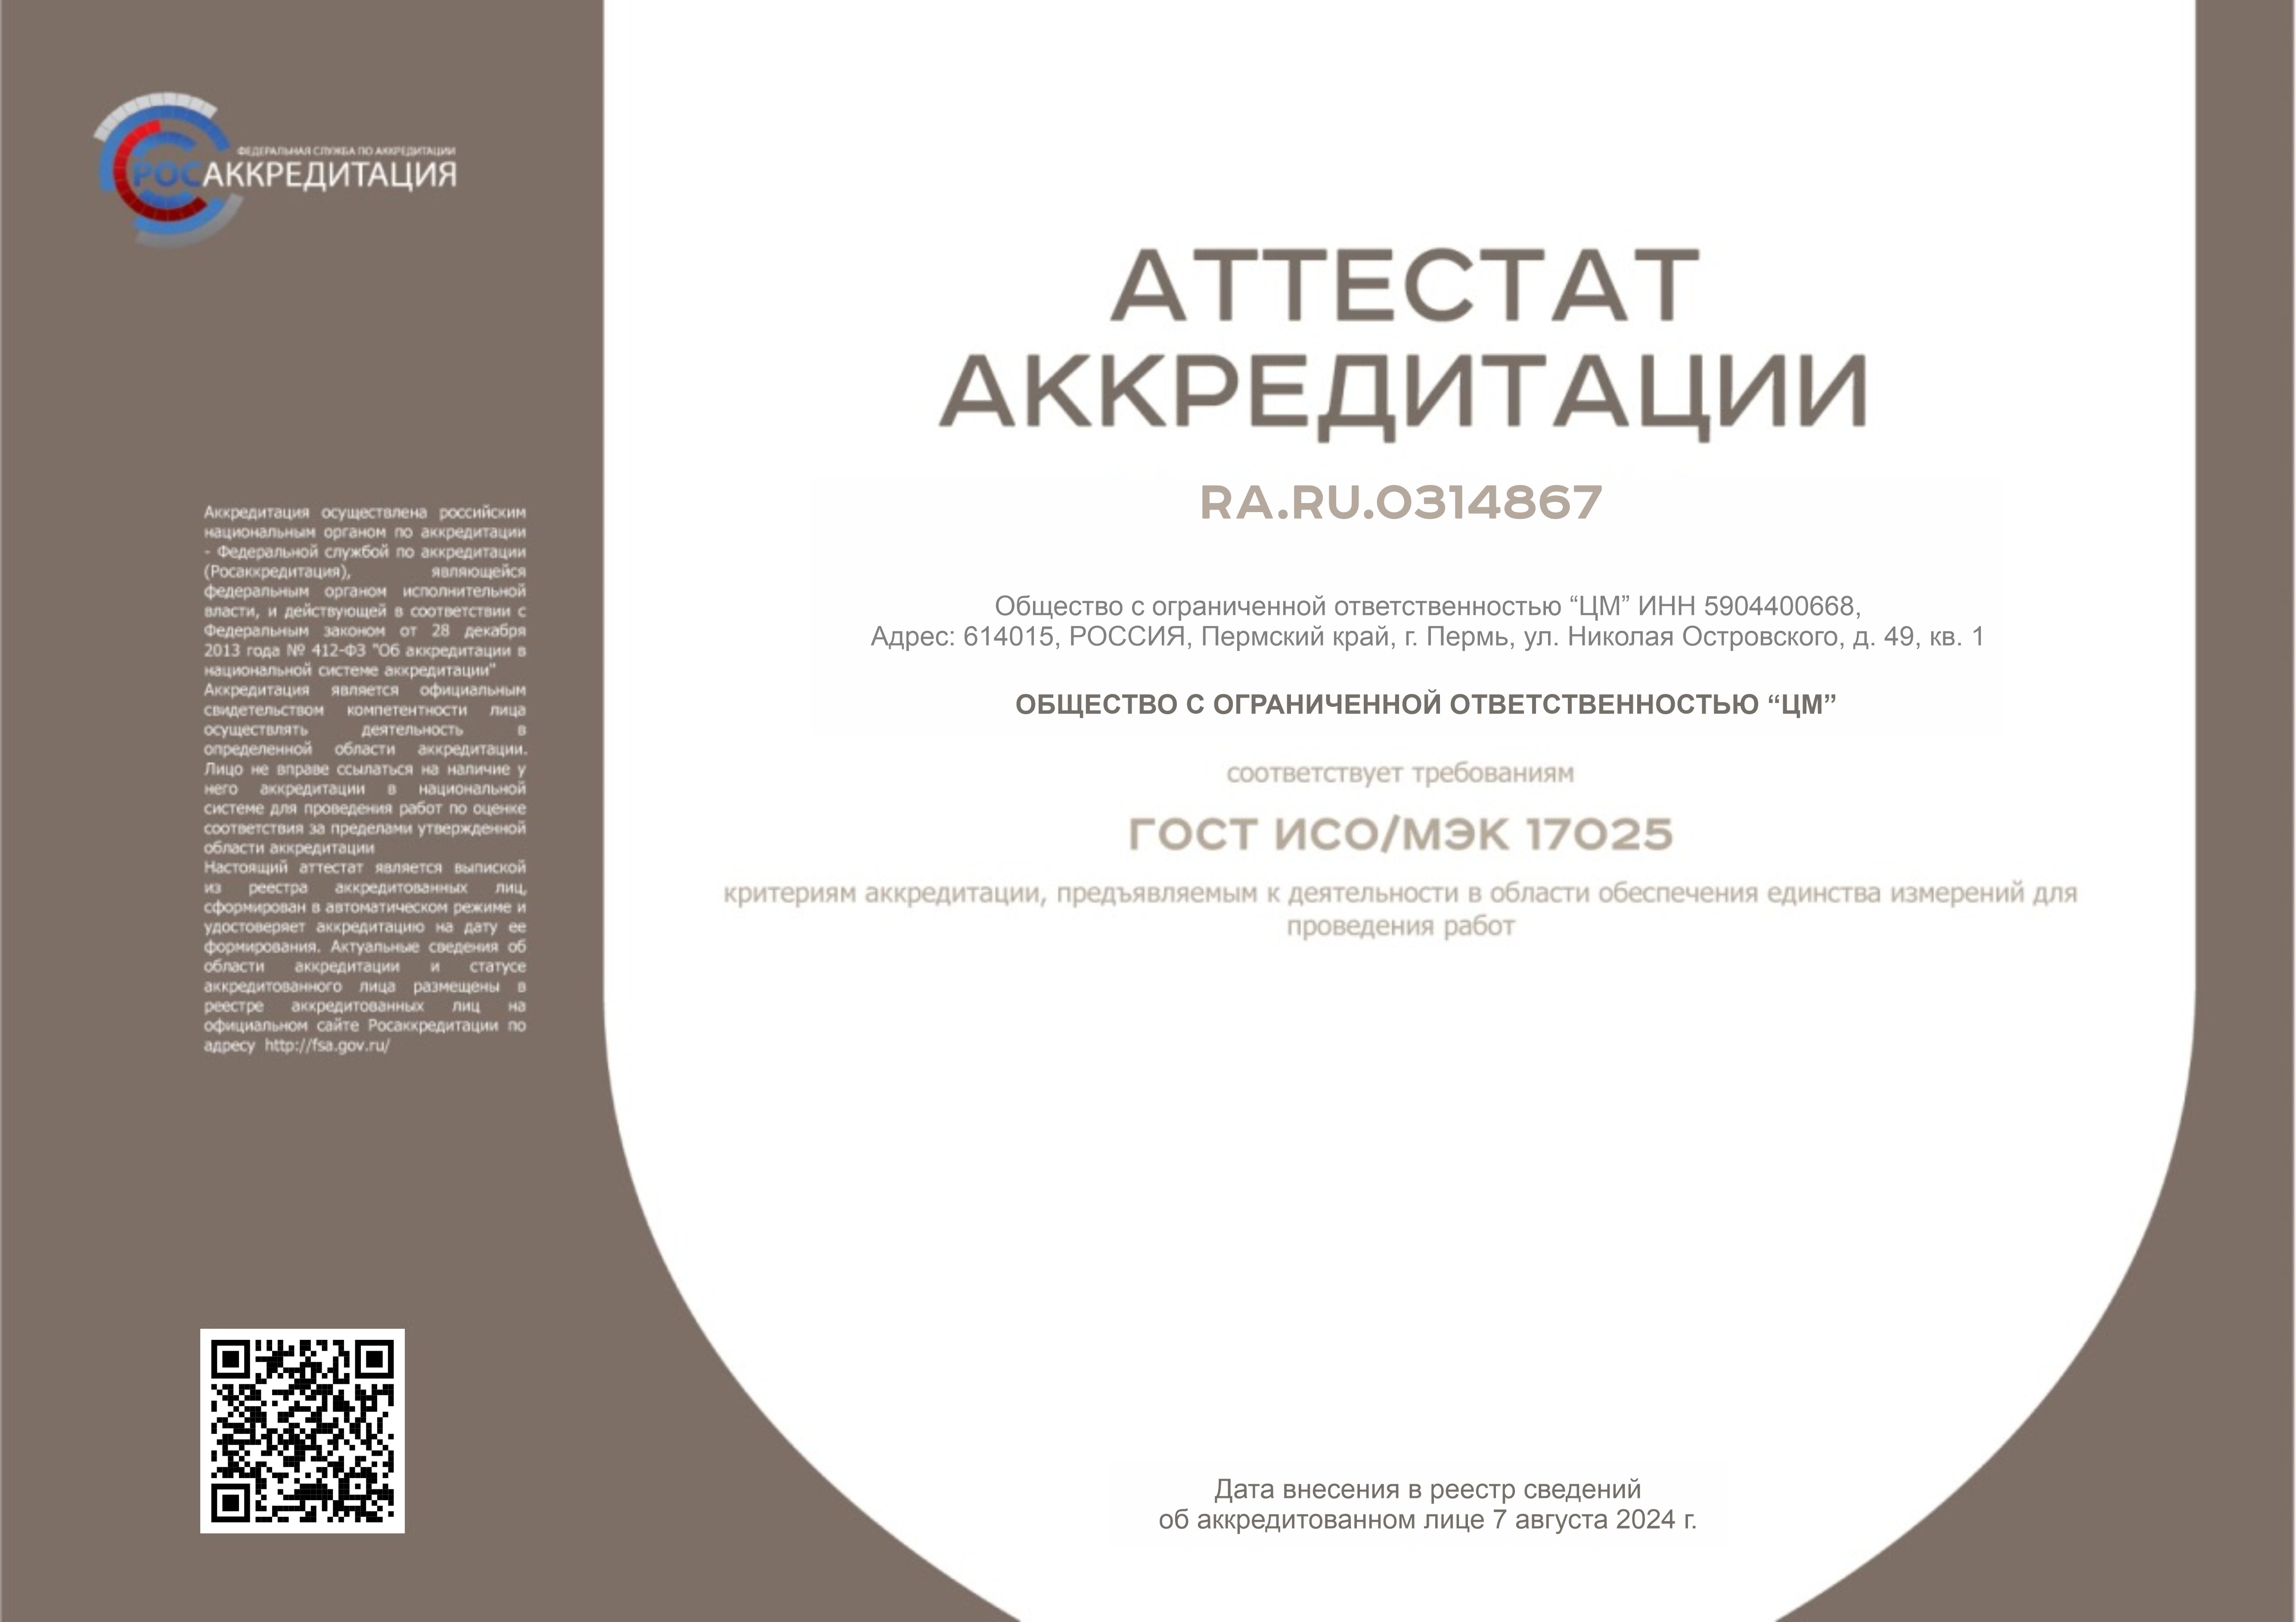 ФЕДЕРАЛЬНАЯ СЛУЖБА ПО АККРЕДИТАЦИИ
РОСАККРЕДИТАЦИЯ
Аккредитация осуществлена российским
национальным органом по аккредитации
- Федеральной службой по аккредитации
(Росаккредитация), являющейся
федеральным органом исполнительной
власти, и действующей в соответствии с
Федеральным законом от 28 декабря
2013 года № 412-ФЗ "Об аккредитации в
национальной системе аккредитации"
Аккредитация является официальным
свидетельством компетентности лица
осуществлять деятельность в
определенной области аккредитации.
Лицо не вправе ссылаться на наличие у
него аккредитации в национальной
системе для проведения работ по оценке
соответствия за пределами утвержденной
области аккредитации
Настоящий аттестат является выпиской
из реестра аккредитованных лиц,
сформирован в автоматическом режиме и
удостоверяет аккредитацию на дату ее
формирования. Актуальные сведения об
области аккредитации и статусе
аккредитованного лица размещены в
реестре аккредитованных лиц на
официальном сайте Росаккредитации по
адресу http://fsa.gov.ru/
АТТЕСТАТ
АККРЕДИТАЦИИ
RA.RU.0314867
Общество с ограниченной ответственностью “ЦМ” ИНН 5904400668,
Адрес: 614015, РОССИЯ, Пермский край, г. Пермь, ул. Николая Островского, д. 49, кв. 1
ОБЩЕСТВО С ОГРАНИЧЕННОЙ ОТВЕТСТВЕННОСТЬЮ “ЦМ”
соответствует требованиям
ГОСТ ИСО/МЭК 17025
критериям аккредитации, предъявляемым к деятельности в области обеспечения единства измерений для
проведения работ
Дата внесения в реестр сведений
об аккредитованном лице 7 августа 2024 г.